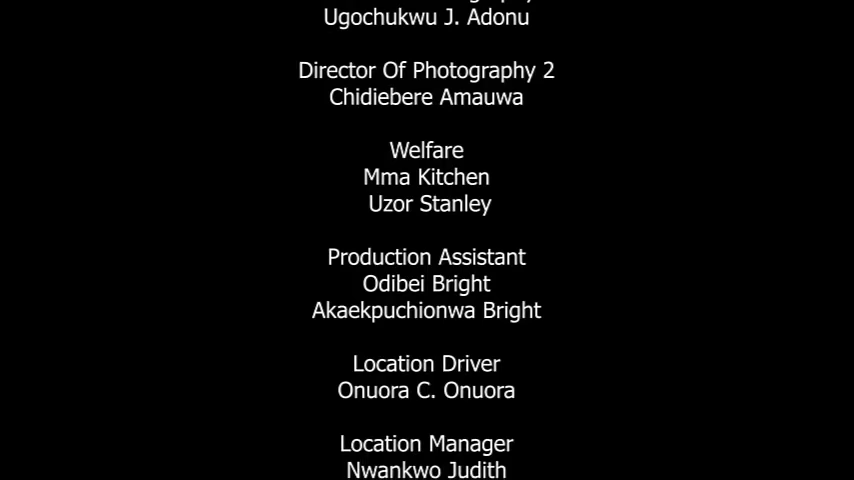 Ugochukwu J. Adonu
Director Of Photography 2
Chidiebere Amauwa
Welfare
Mma Kitchen
Uzor Stanley
Production Assistant
Odibei Bright
Akaekpuchionwa Bright
Location Driver
Onuora C. Onuora
Location Manager
Nwankwo Judith